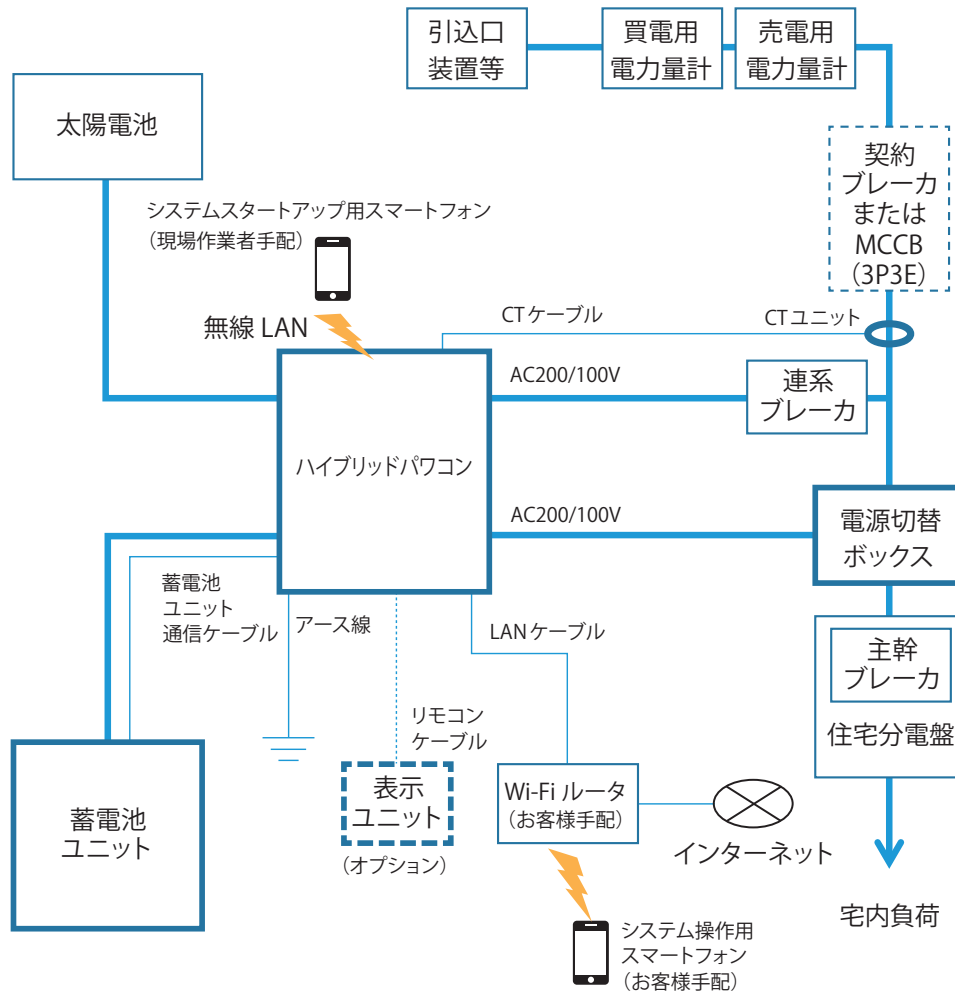 引込口
装置等
買電用
電力量計
売電用
電力量計
太陽電池
契約
ブレーカ
または
MCCB
(3P3E)
システムスタートアップ用スマートフォン
（現場作業者手配）
無線 LAN
CTケーブル
CTユニット
AC200/100V
連系
ブレーカ
ハイブリッドパワコン
AC200/100V
電源切替
ボックス
蓄電池
ユニット
通信ケーブル
アース線
LANケーブル
主幹
ブレーカ
住宅分電盤
リモコン
ケーブル
表示
ユニット
（オプション）
Wi-Fi ルータ
（お客様手配）
インターネット
蓄電池
ユニット
宅内負荷
システム操作用
スマートフォン
（お客様手配）